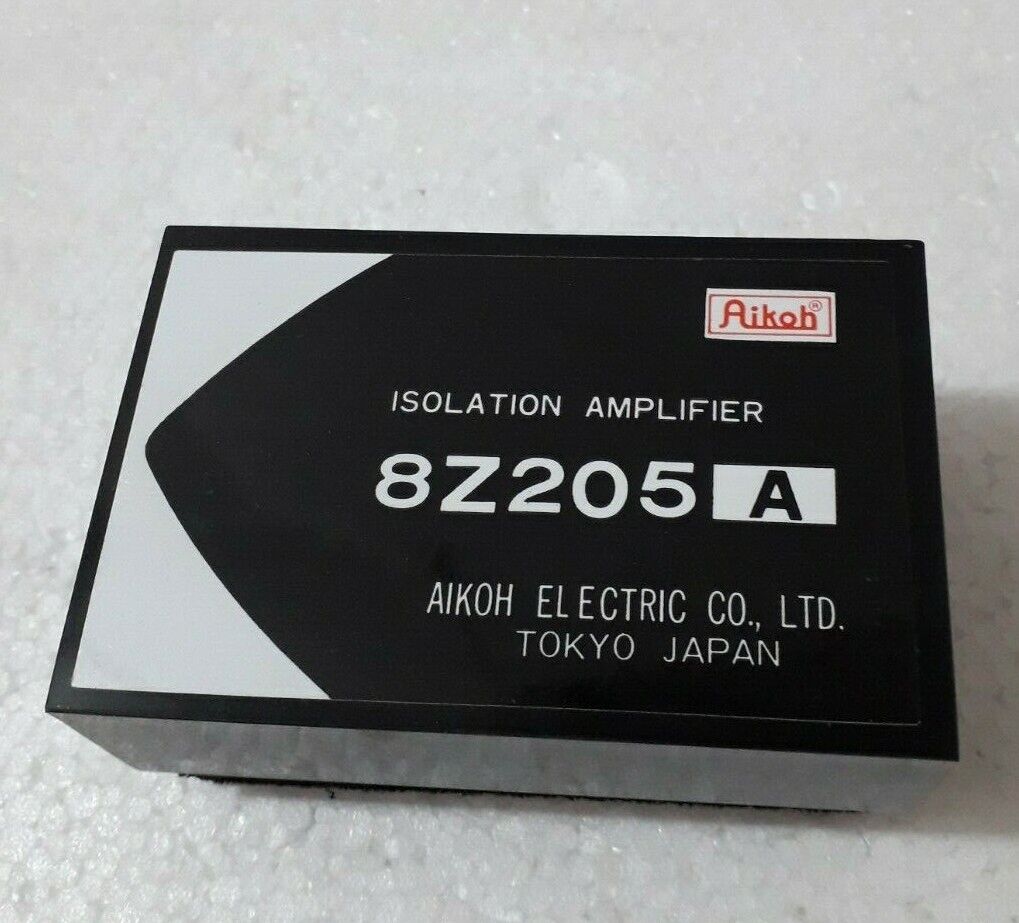 Aikoh®
ISOLATION AMPLIFIER
8Z205 A
AIKOH ELECTRIC CO., LTD.
TOKYO JAPAN